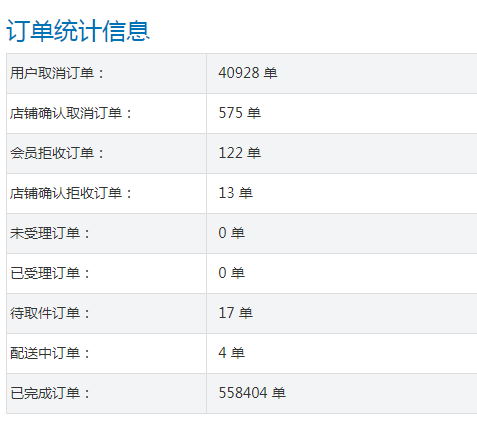 订单统计信息
用户取消订单： 40928 单
店铺确认取消订单： 575 单
会员拒收订单： 122 单
店铺确认拒收订单： 13 单
未受理订单： 0 单
已受理订单： 0 单
待取件订单： 17 单
配送中订单： 4 单
已完成订单： 558404 单